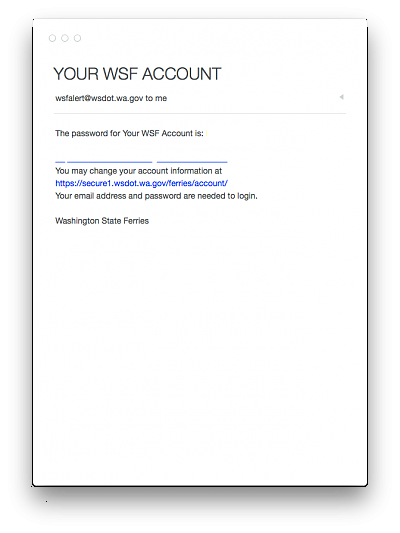 YOUR WSF ACCOUNT
wsfalert@wsdot.wa.gov to me
The password for Your WSF Account is:
You may change your account information at
https://secure1.wsdot.wa.gov/ferries/account/
Your email address and password are needed to login.
Washington State Ferries